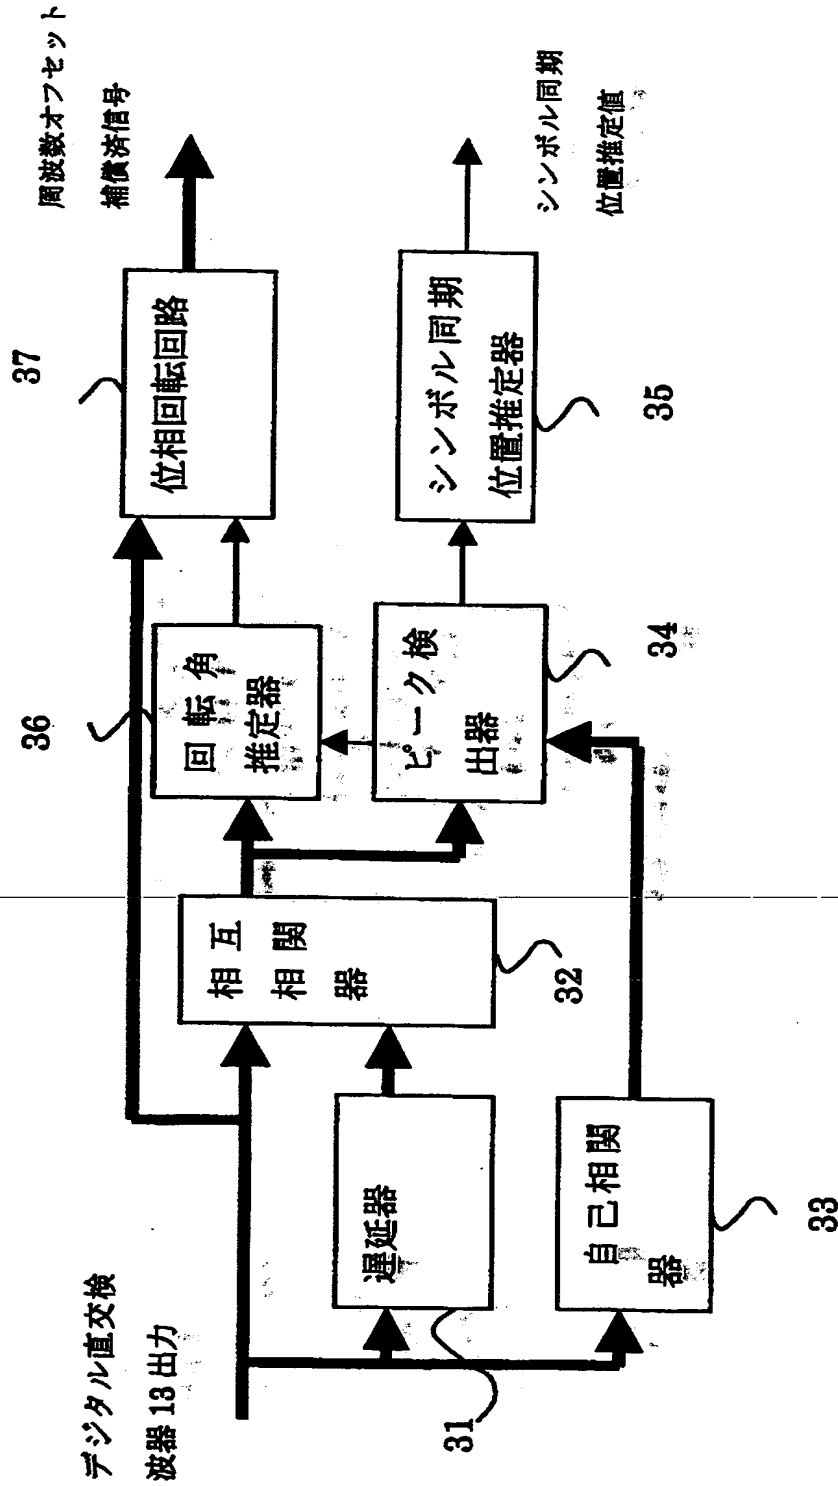 デジタル直交検
波器 13 出力
31
遅延器
自己相関
器
33
相互
相関
器
32
36
回転角
推定器
ピーク検
出器
34
37
位相回転回路
シンボル同期
位置推定器
35
周波数オフセット
補償済信号
シンボル同期
位置推定値